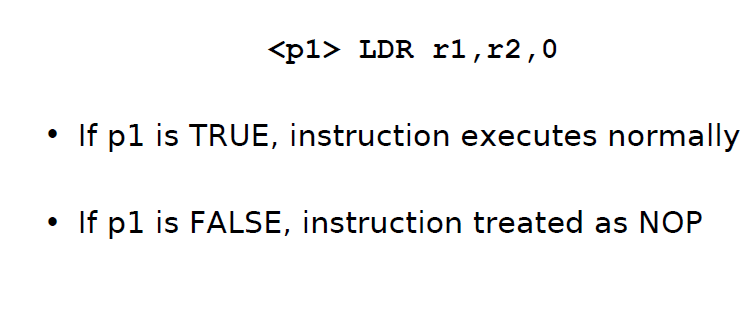 <p1> LDR r1,r2,0
• If p1 is TRUE, instruction executes normally
• If p1 is FALSE, instruction treated as NOP